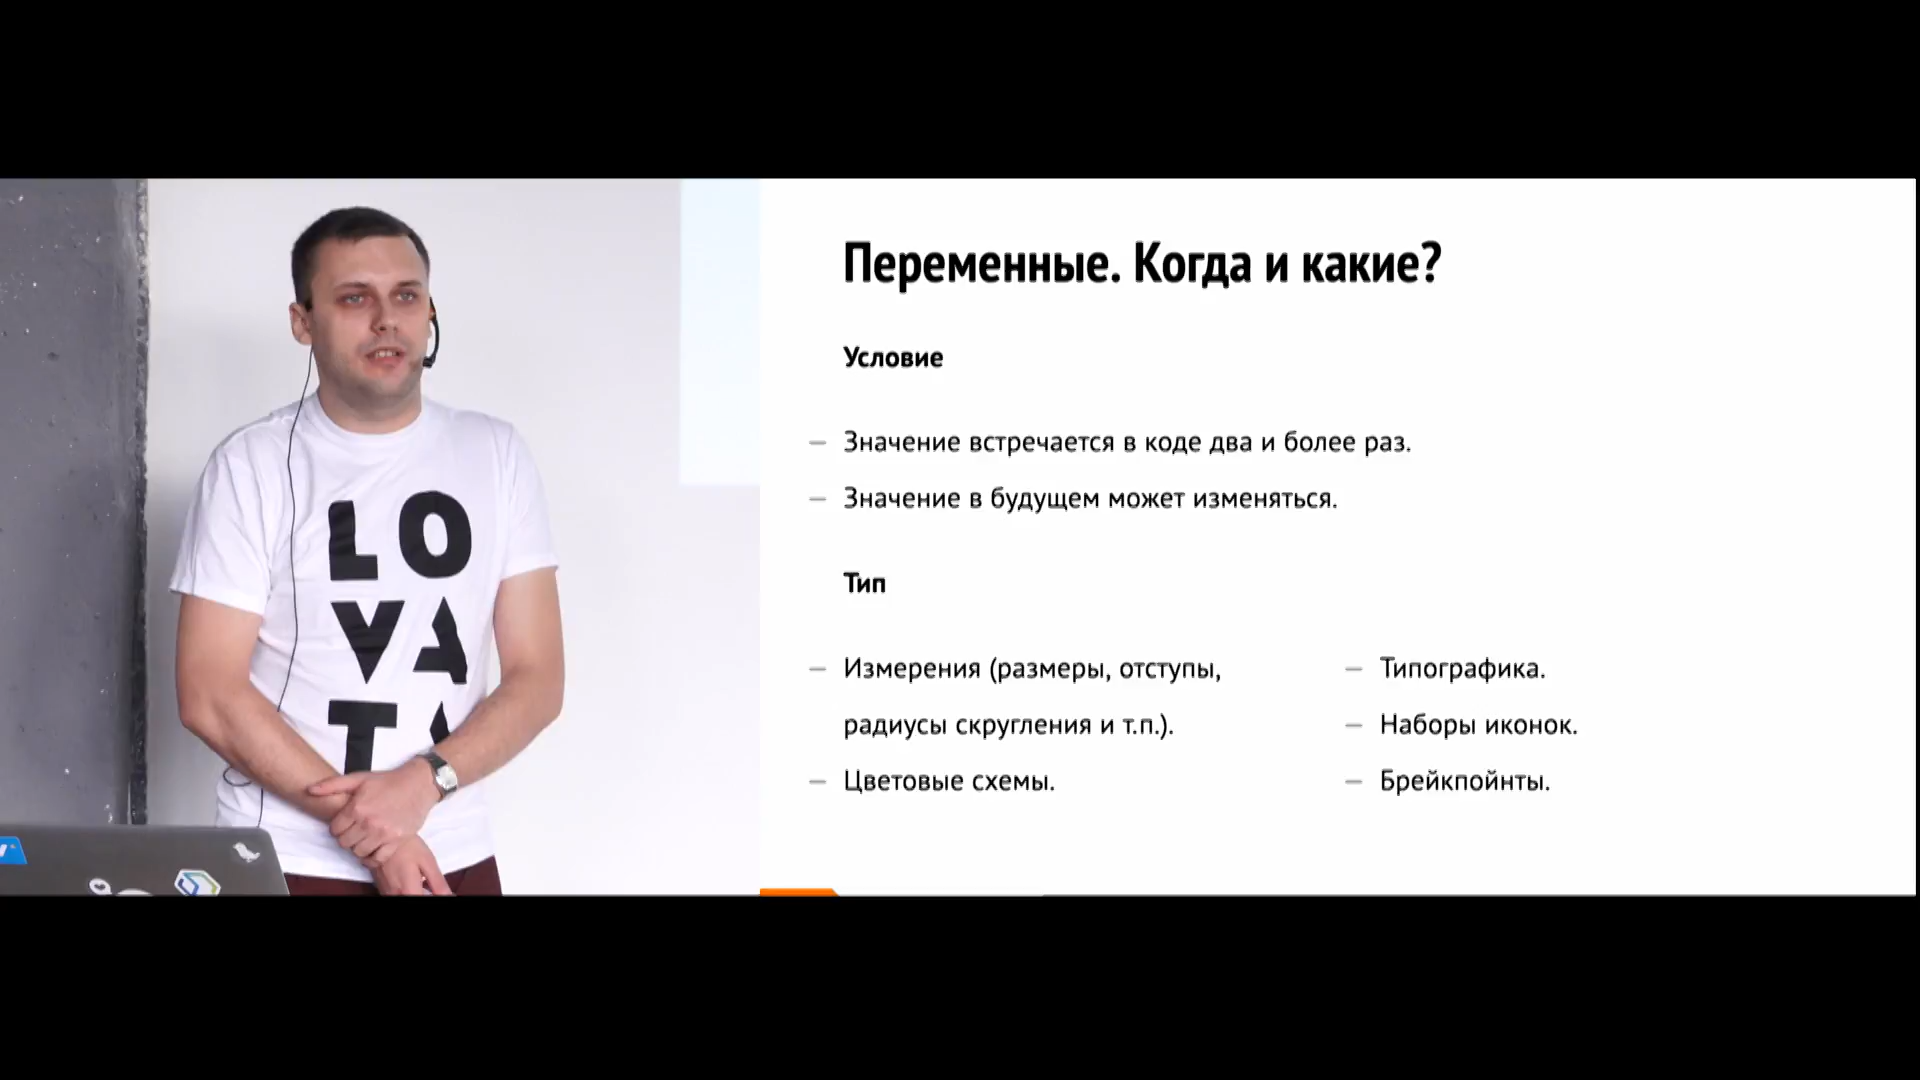 LO
VA
T
Переменные. Когда и какие?
Условие
— Значение встречается в коде два и более раз.
— Значение в будущем может изменяться.
Тип
— Измерения (размеры, отступы,
радиусы скругления и т.п.).
— Цветовые схемы.
— Типографика.
— Наборы иконок.
— Брейкпойнты.